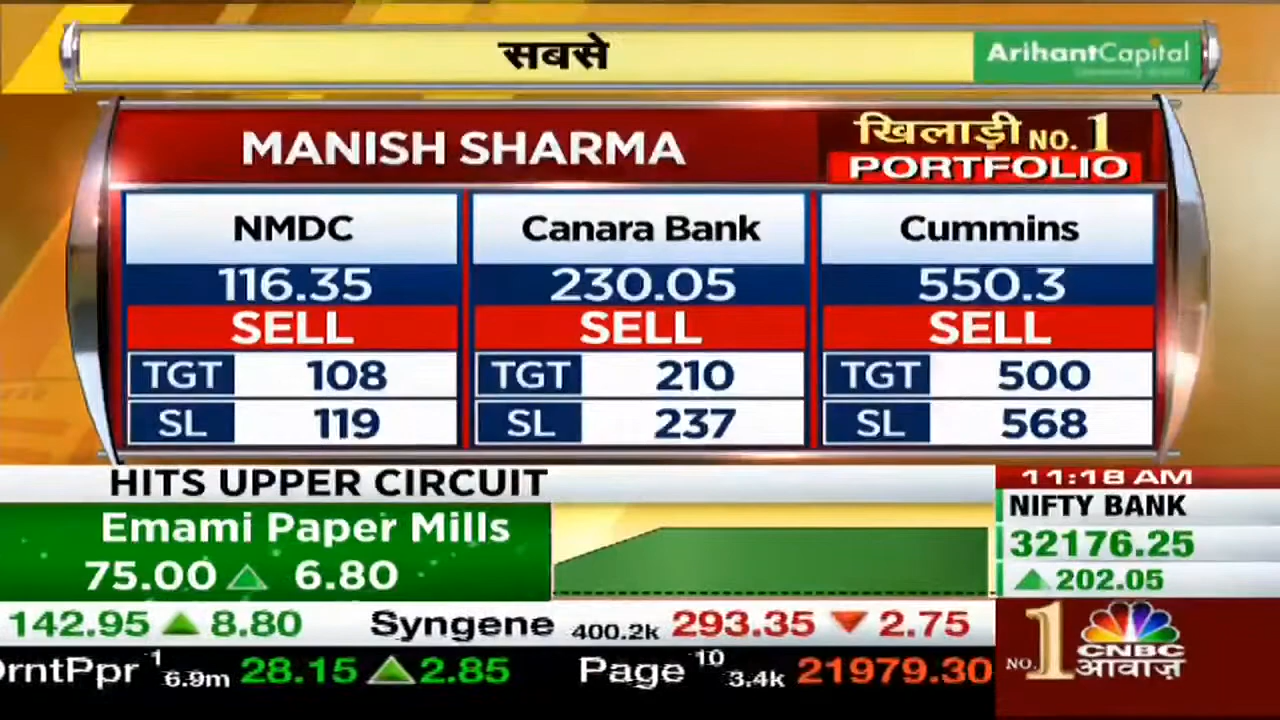 सबसे
ArihantCapital
MANISH SHARMA
खिलाड़ी NO. 1
PORTFOLIO
NMDC
116.35
SELL
TGT 108
SL 119
Canara Bank
230.05
SELL
TGT 210
SL 237
Cummins
550.3
SELL
TGT 500
SL 568
HITS UPPER CIRCUIT
Emami Paper Mills
75.00 ▲ 6.80
11:18 AM
NIFTY BANK
32176.25
▲ 202.05
142.95 ▲ 8.80 Syngene 400.2k 293.35 ▼ 2.75
rntPpr 1 6.9m 28.15 ▲ 2.85 Page 10 3.4k 21979.30
NO. 1 CNBC
आवाज़